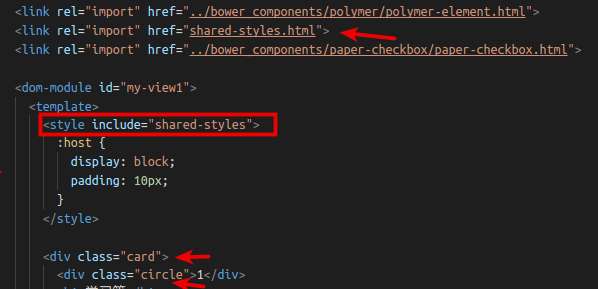 <link rel="import" href="../bower_components/polymer/polymer-element.html">
<link rel="import" href="shared-styles.html">
<link rel="import" href="../bower_components/paper-checkbox/paper-checkbox.html">
<dom-module id="my-view1">
<template>
<style include="shared-styles">
:host {
display: block;
padding: 10px;
}
</style>
<div class="card">
<div class="circle">1</div>